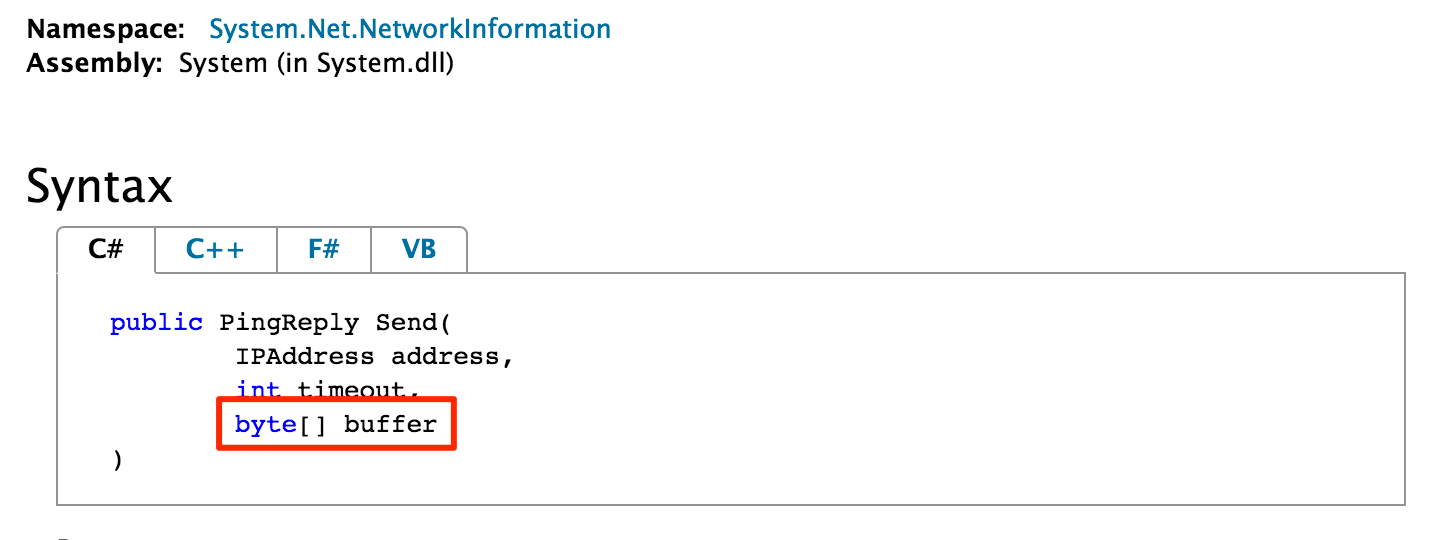 Namespace: System.Net.NetworkInformation
Assembly: System (in System.dll)
Syntax
C# C++ F# VB
public PingReply Send(
IPAddress address,
int timeout,
byte[] buffer
)